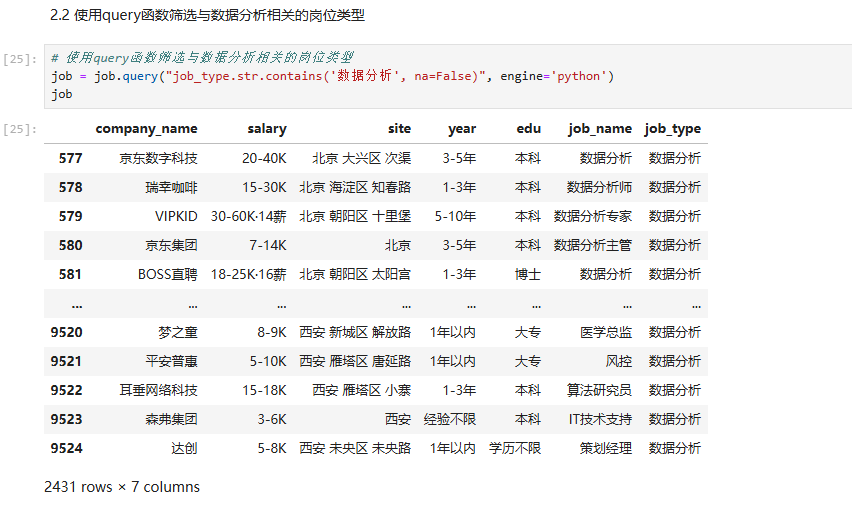 2.2 使用query函数筛选与数据分析相关的岗位类型
[25]: # 使用query函数筛选与数据分析相关的岗位类型
job = job.query("job_type.str.contains('数据分析', na=False)", engine='python')
job
[25]: company_name salary site year edu job_name job_type
577 京东数字科技 20-40K 北京 大兴区 次渠 3-5年 本科 数据分析 数据分析
578 瑞幸咖啡 15-30K 北京 海淀区 知春路 1-3年 本科 数据分析师 数据分析
579 VIPKID 30-60K·14薪 北京 朝阳区 十里堡 5-10年 本科 数据分析专家 数据分析
580 京东集团 7-14K 北京 3-5年 本科 数据分析主管 数据分析
581 BOSS直聘 18-25K·16薪 北京 朝阳区 太阳宫 1-3年 博士 数据分析 数据分析
... ... ... ... ... ... ... ...
9520 梦之童 8-9K 西安 新城区 解放路 1年以内 大专 医学总监 数据分析
9521 平安普惠 5-10K 西安 雁塔区 唐延路 1年以内 大专 风控 数据分析
9522 耳垂网络科技 15-18K 西安 雁塔区 小寨 1-3年 本科 算法研究员 数据分析
9523 森弗集团 3-6K 西安 经验不限 本科 IT技术支持 数据分析
9524 达创 5-8K 西安 未央区 未央路 1年以内 学历不限 策划经理 数据分析
2431 rows × 7 columns